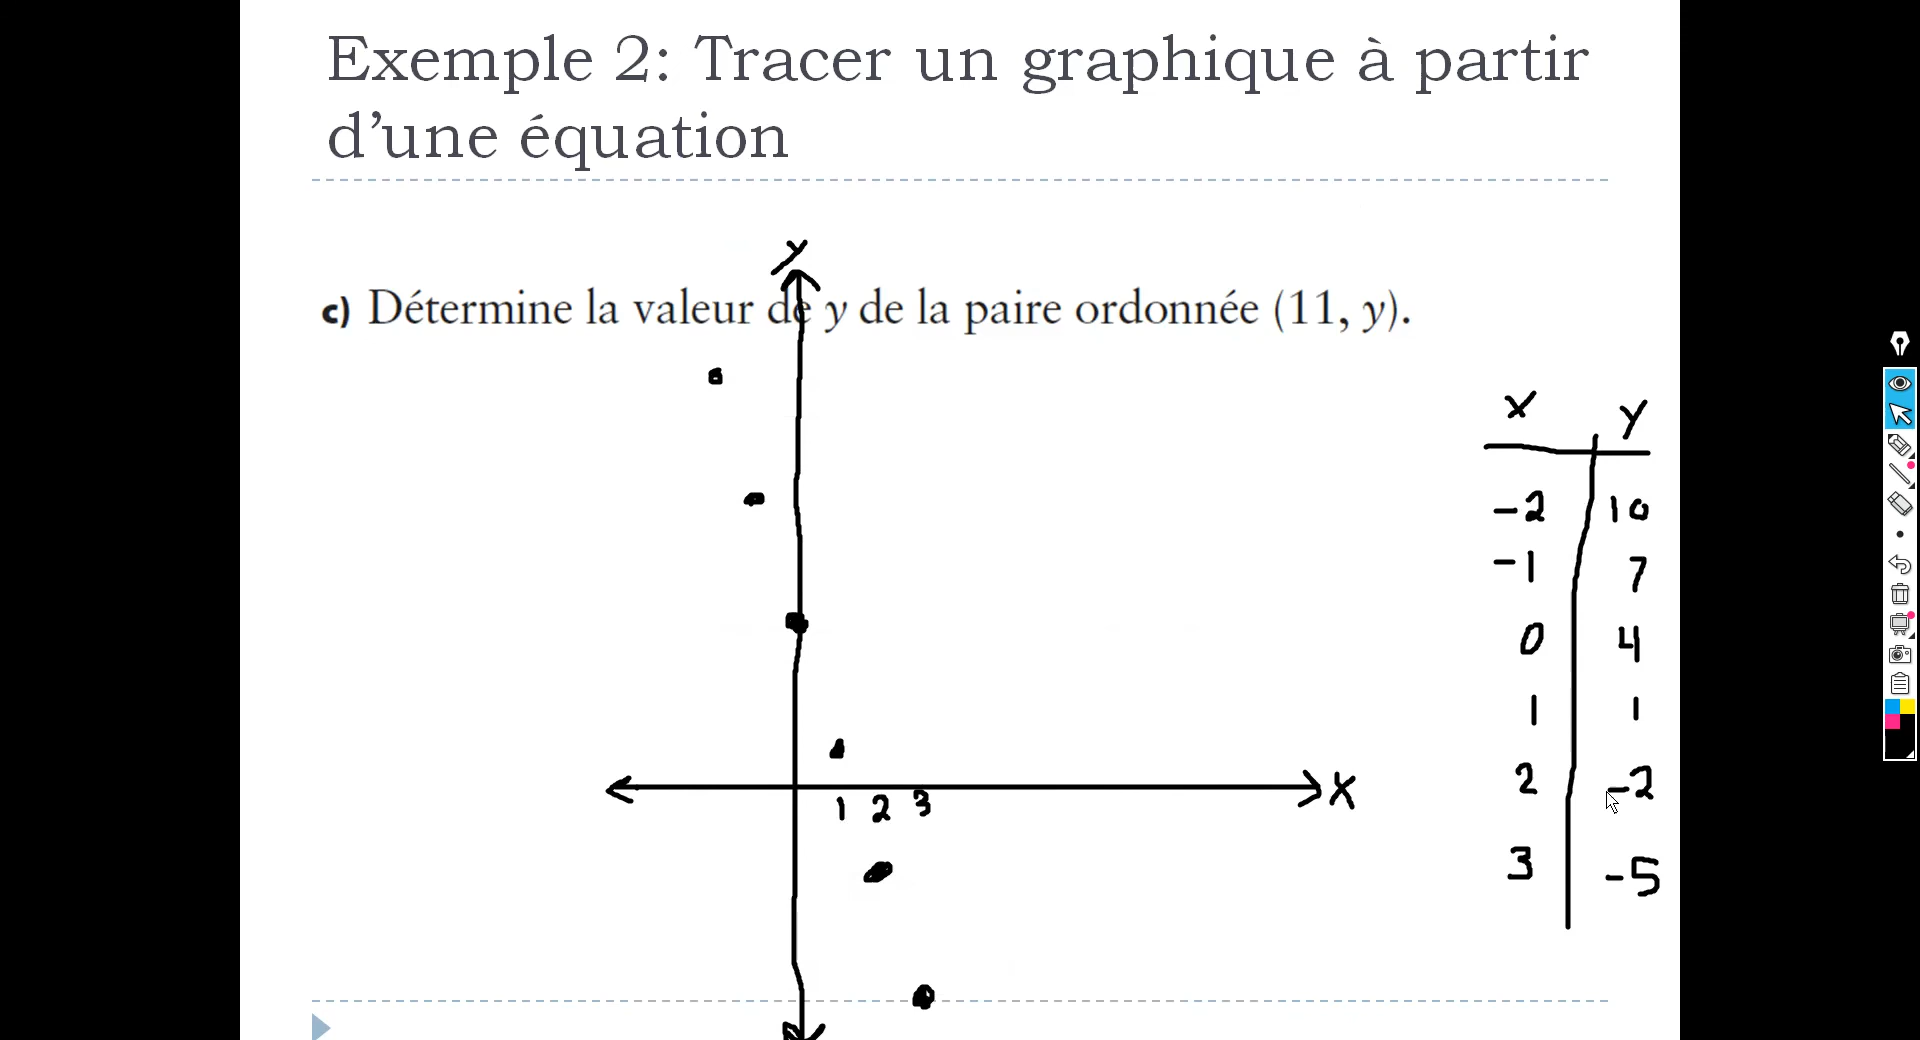 Exemple 2: Tracer un graphique à partir
d'une équation
y
c) Détermine la valeur de y de la paire ordonnée (11, y).
x y
-2 10
-1 7
0 4
1 1
x
1 2 3
2 -2
3 -5